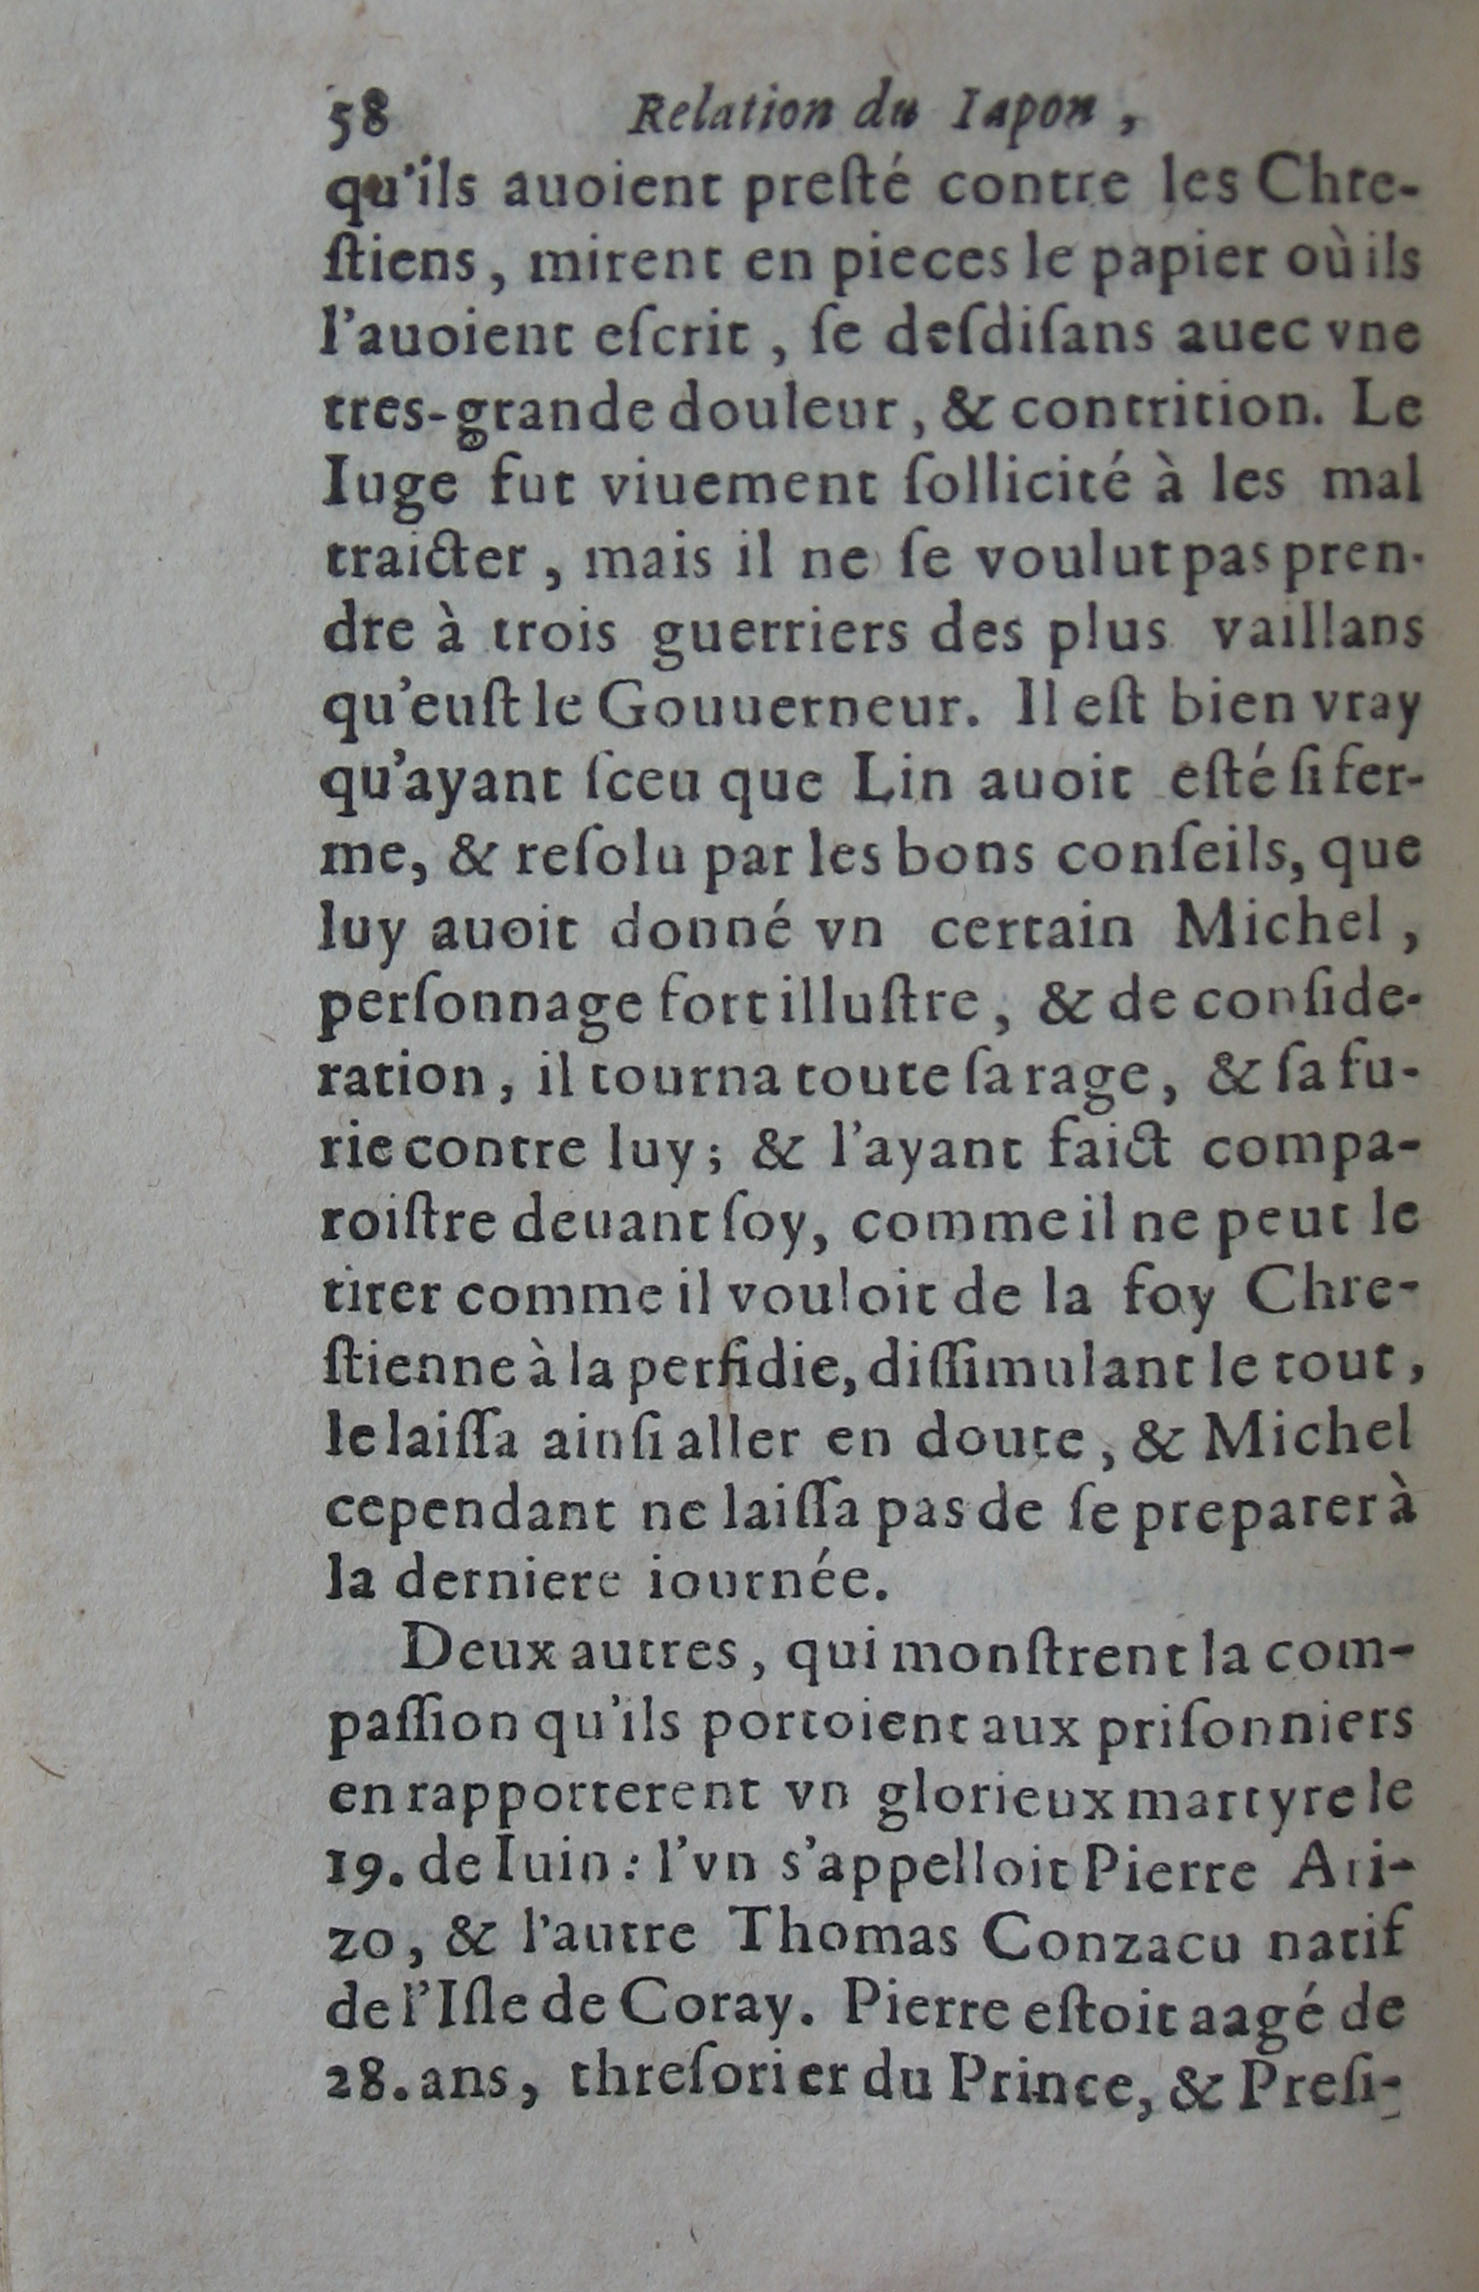 58 Relation du Iapon,
qu'ils auoient preſté contre les Chre-
ſtiens, mirent en pieces le papier où ils
l'auoient eſcrit, ſe deſdiſans auec vne
tres-grande douleur, & contrition. Le
Iuge fut viuement ſollicité à les mal
traicter, mais il ne ſe voulut pas pren-
dre à trois guerriers des plus vaillans
qu'euſt le Gouuerneur. Il eſt bien vray
qu'ayant ſceu que Lin auoit eſté ſi fer-
me, & reſolu par les bons conſeils, que
luy auoit donné vn certain Michel,
perſonnage fort illuſtre, & de conſide-
ration, il tourna toute ſa rage, & ſa fu-
rie contre luy; & l'ayant faict compa-
roiſtre deuant ſoy, comme il ne peut le
tirer comme il vouloit de la foy Chre-
ſtienne à la perfidie, diſſimulant le tout,
le laiſſa ainſi aller en doute, & Michel
cependant ne laiſſa pas de ſe preparer à
la derniere iournée.
Deux autres, qui monſtrent la com-
paſſion qu'ils portoient aux priſonniers
en rapporterent vn glorieux martyre le
19. de Iuin: l'vn s'appelloit Pierre Ari-
zo, & l'autre Thomas Conzacu natif
de l'Iſle de Coray. Pierre eſtoit aagé de
28. ans, threſorier du Prince, & Preſi-